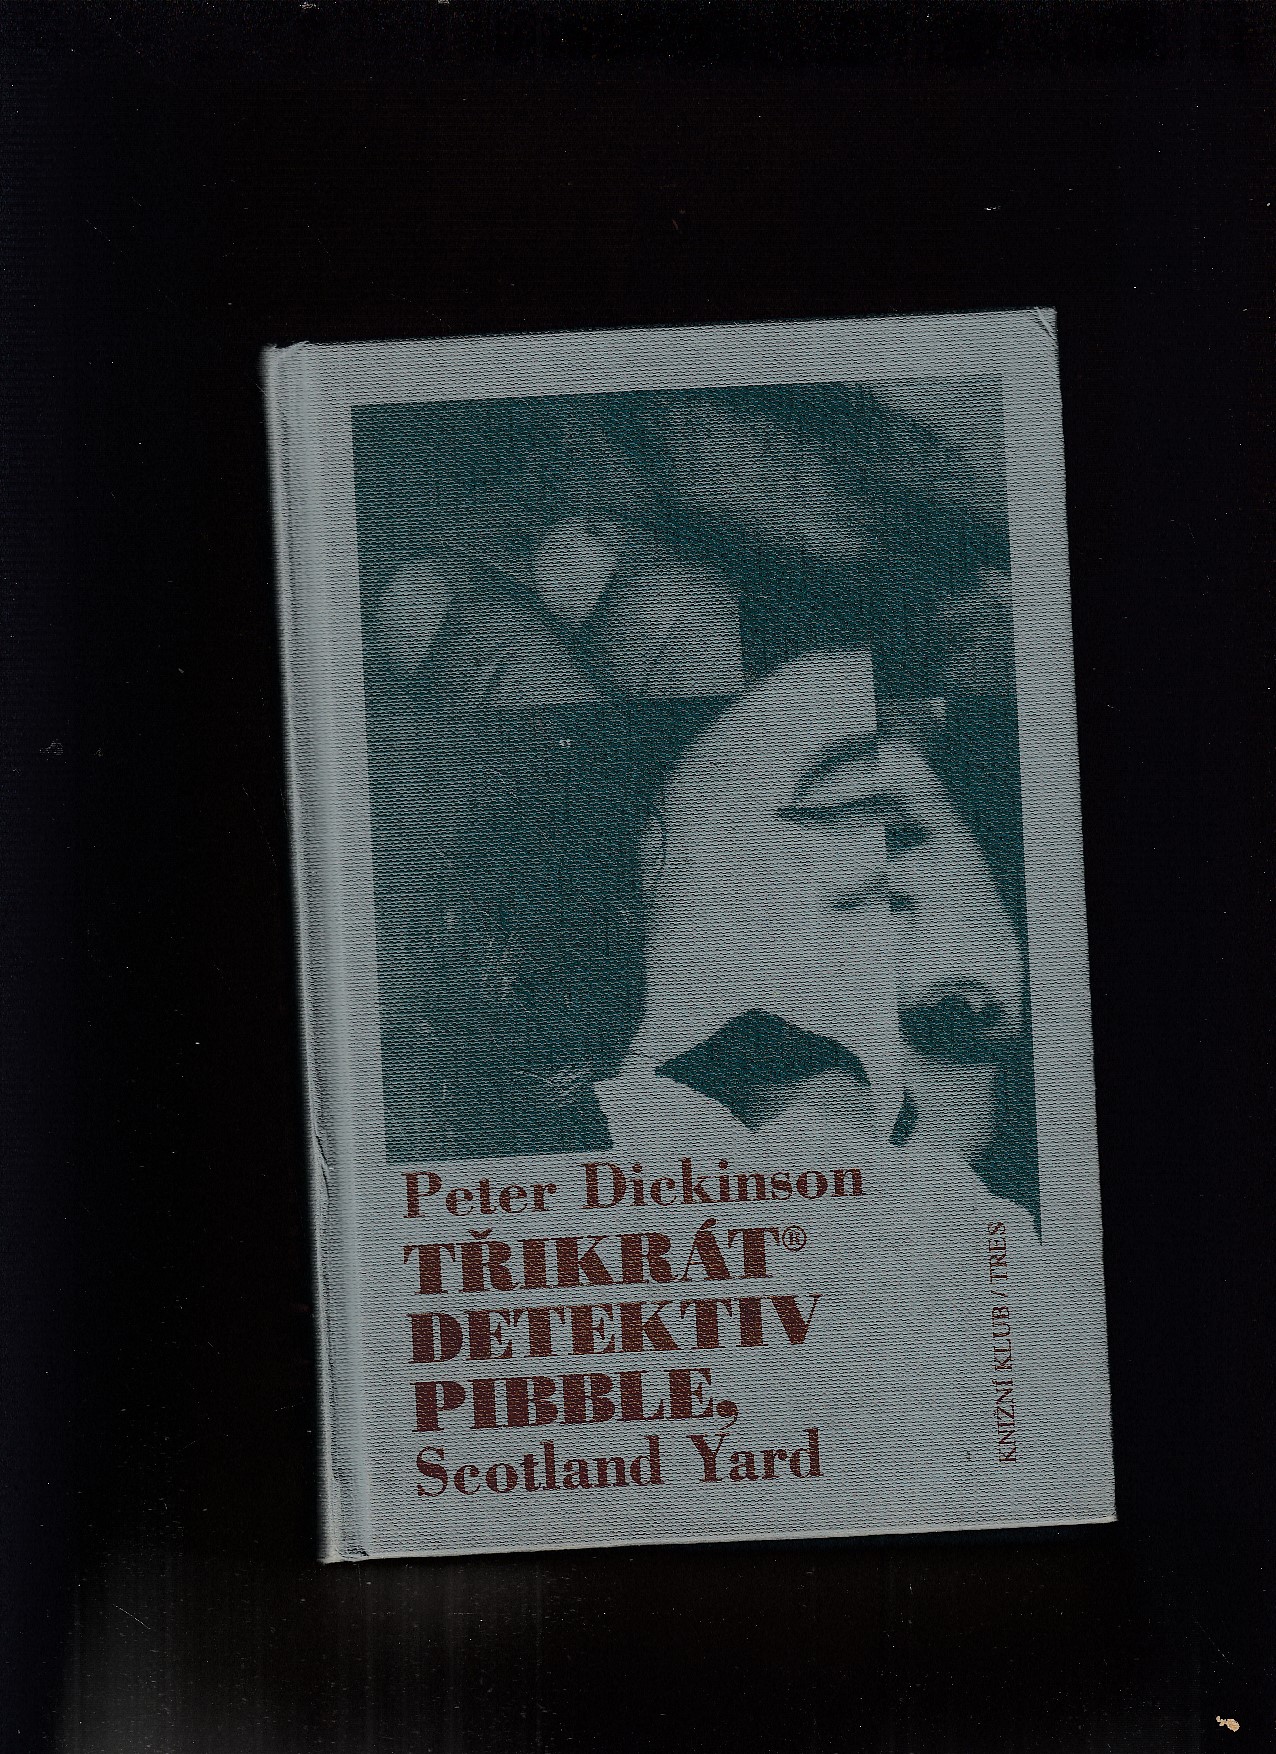 Peter Dickinson
TŘIKRÁT®
DETEKTIV
PIBBLE,
Scotland Yard
KNIŽNÍ KLUB / TRES